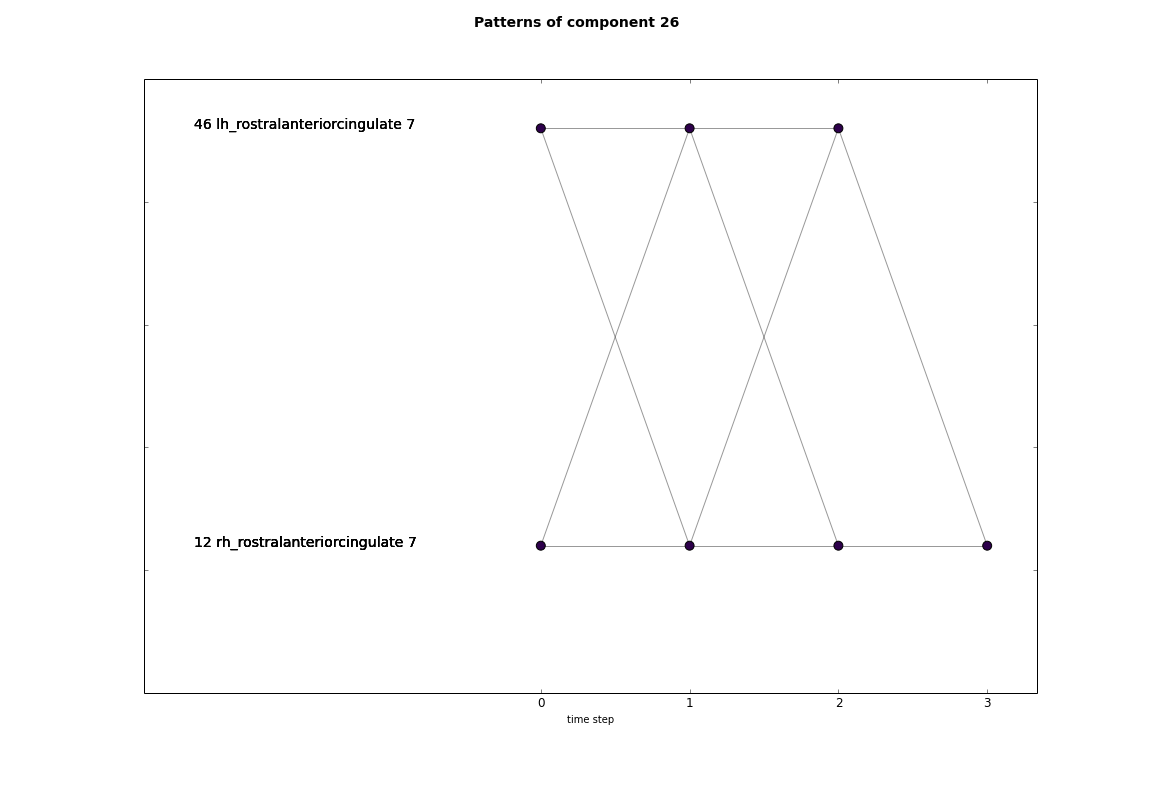 Patterns of component 26
46 lh_rostralanteriorcingulate 7
12 rh_rostralanteriorcingulate 7
0 1 2 3
time step